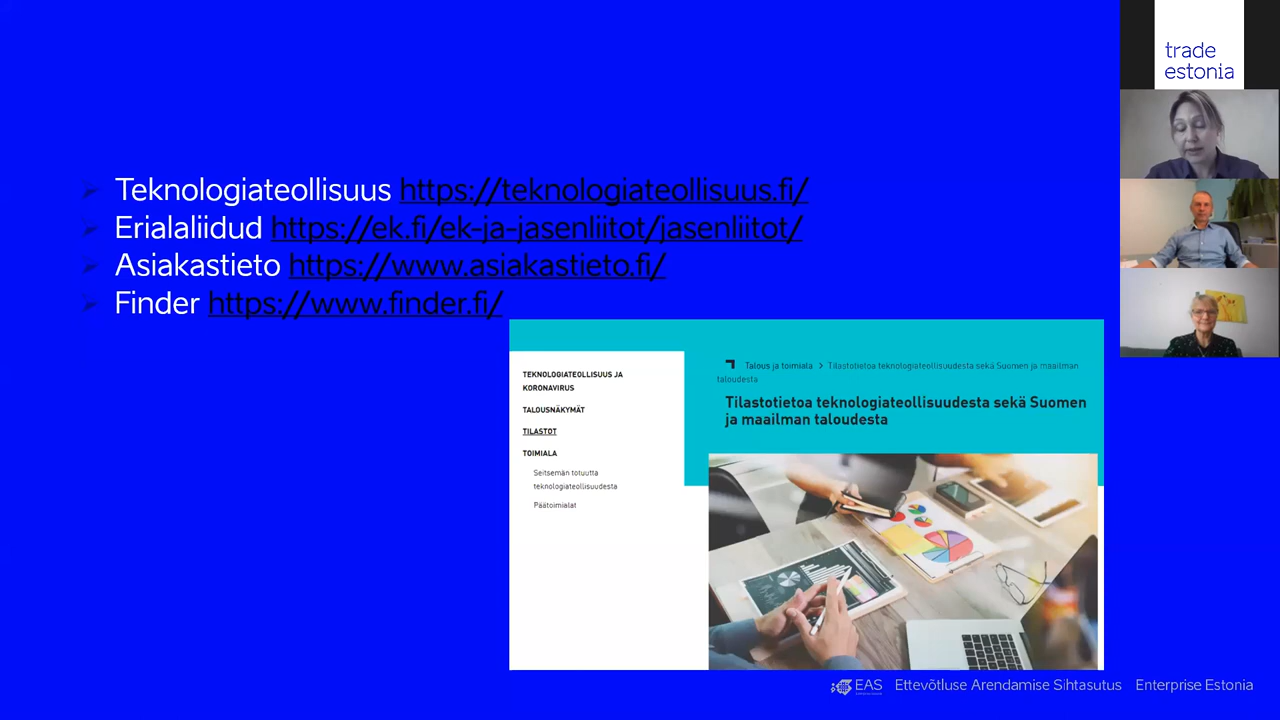 Teknologiateollisuus https://teknologiateollisuus.fi/
Erialaliidud https://ek.fi/ek-ja-jasenliitot/jasenliitot/
Asiakastieto https://www.asiakastieto.fi/
Finder https://www.finder.fi/
TEKNOLOGIATEOLLISUUS JA
KORONAVIRUS
TALOUSNÄKYMÄT
TILASTOT
TOIMIALA
Seitsemän totuutta
teknologiateollisuudesta
Päätoimialat
Talous ja toimiala > Tilastotietoa teknologiateollisuudesta sekä Suomen ja maailman
taloudesta
Tilastotietoa teknologiateollisuudesta sekä Suomen
ja maailman taloudesta
trade
estonia
EAS Ettevõtluse Arendamise Sihtasutus Enterprise Estonia